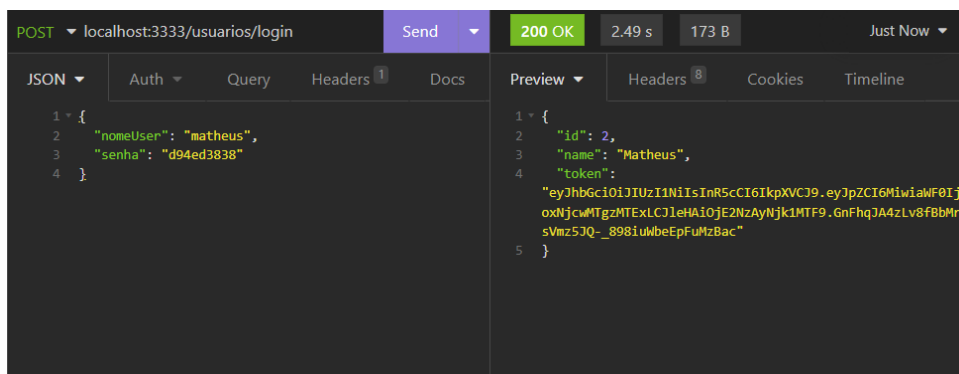 POST localhost:3333/usuarios/login Send 200 OK 2.49 s 173 B Just Now
JSON Auth Query Headers 1 Docs Preview Headers 8 Cookies Timeline
1 {
2 "nomeUser": "matheus",
3 "senha": "d94ed3838"
4 }
1 {
2 "id": 2,
3 "name": "Matheus",
4 "token":
"eyJhbGciOiJIUzI1NiIsInR5cCI6IkpXVCJ9.eyJpZCI6MiwiaWF0Ij
oxNjcwMTgzMTExLCJleHAiOjE2NzAyNjk1MTF9.GnFhqJA4zLv8fBbMr
sVmz5JQ-_898iuWbeEpFuMzBac"
5 }